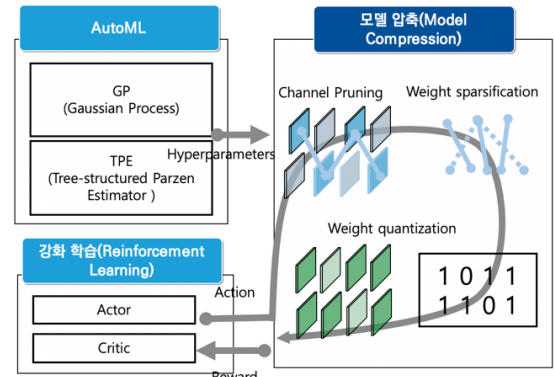 AutoML
GP
(Gaussian Process)
TPE
(Tree-structured Parzen
Estimator )
Hyperparameters
모델 압축(Model
Compression)
Channel Pruning
Weight sparsification
Weight quantization
1 0 1 1
1 1 0 1
강화 학습(Reinforcement
Learning)
Actor
Critic
Action
Reward